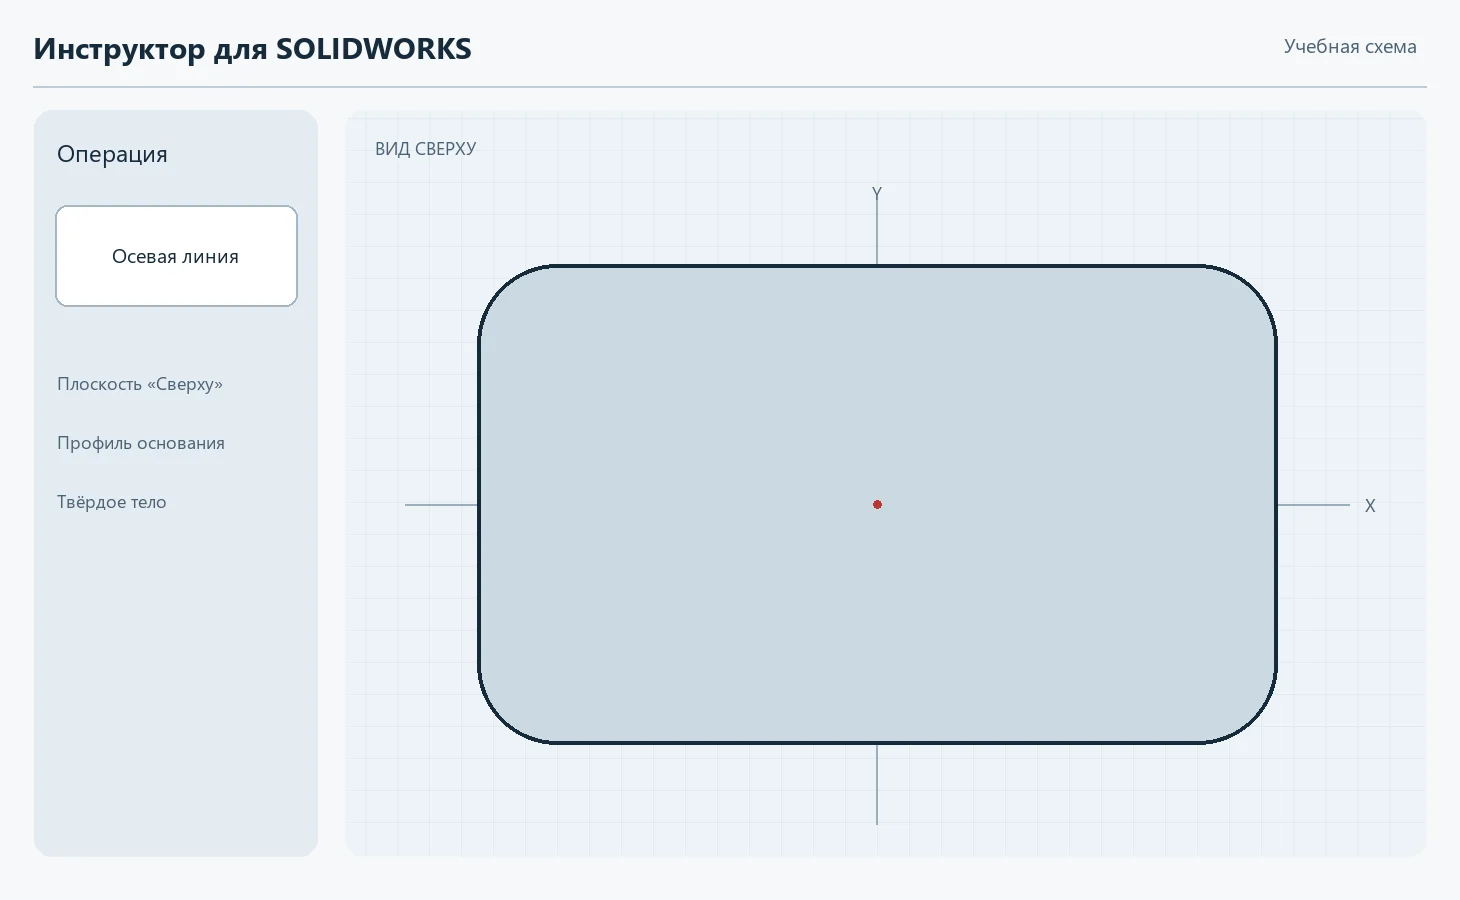 Инструктор для SOLIDWORKS
Учебная схема
Операция
Осевая линия
Плоскость «Сверху»
Профиль основания
Твёрдое тело
ВИД СВЕРХУ
Y
X